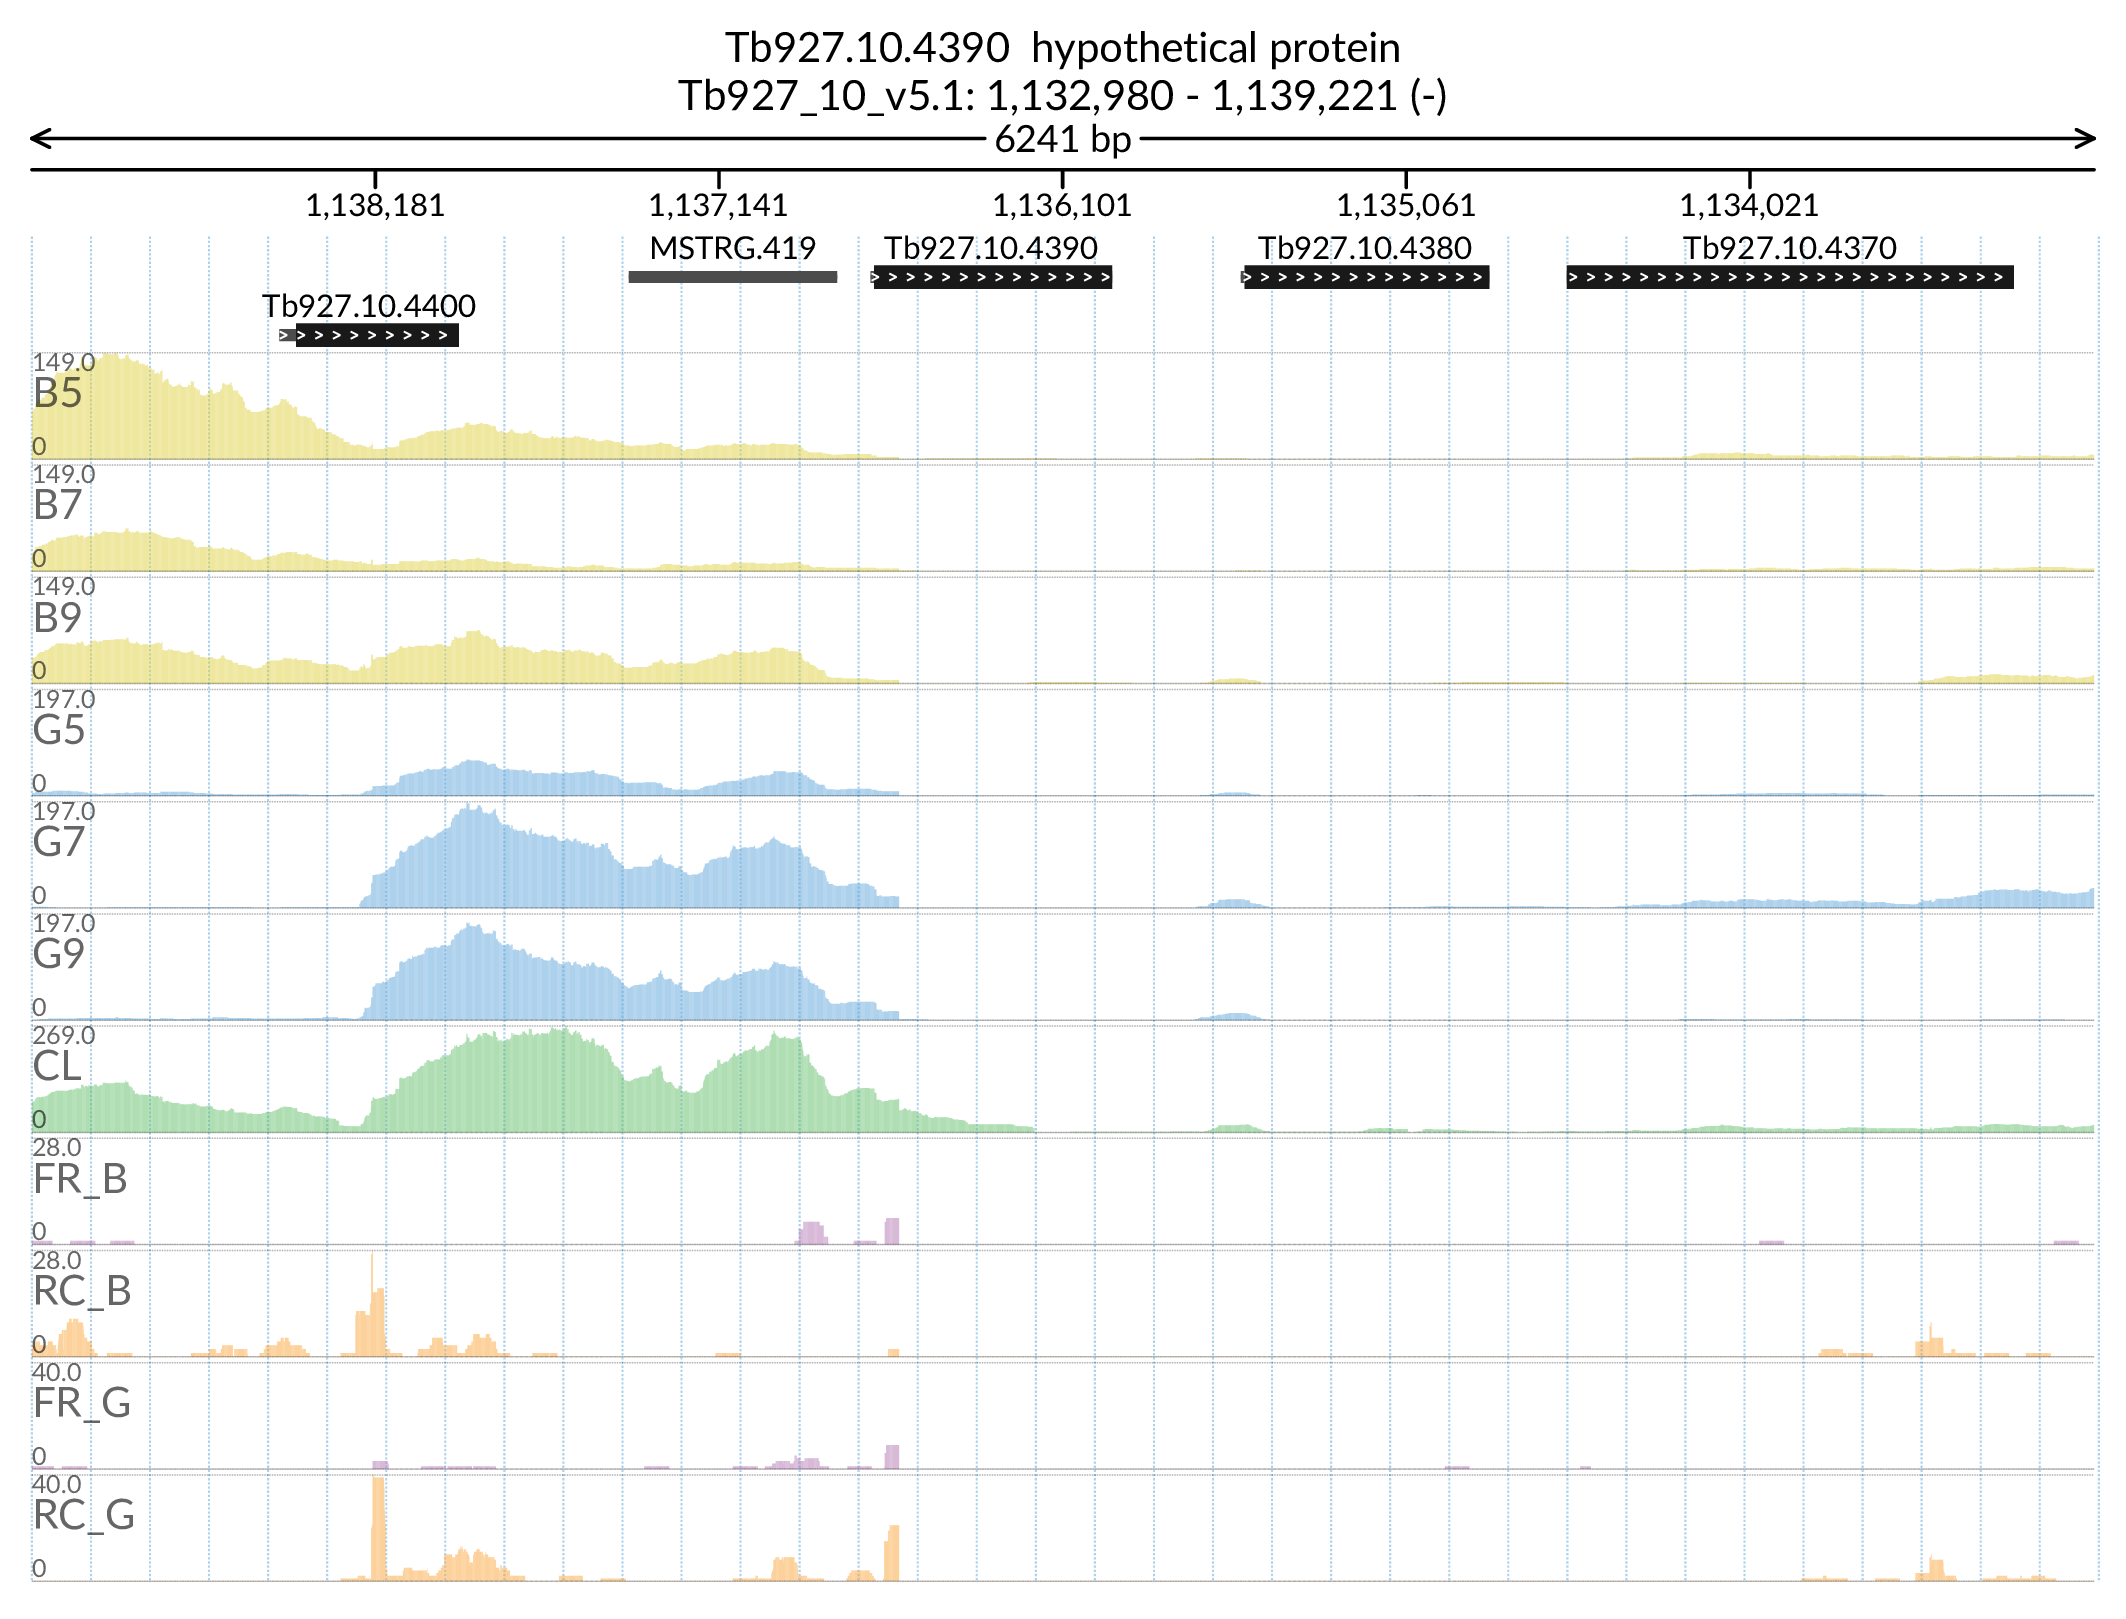 Tb927.10.4390 hypothetical protein
Tb927_10_v5.1: 1,132,980 - 1,139,221 (-)
6241 bp
1,138,181 1,137,141 1,136,101 1,135,061 1,134,021
MSTRG.419 Tb927.10.4390 Tb927.10.4380 Tb927.10.4370
Tb927.10.4400
149.0
B5
0
149.0
B7
0
149.0
B9
0
197.0
G5
0
197.0
G7
0
197.0
G9
0
269.0
CL
0
28.0
FR_B
0
28.0
RC_B
0
40.0
FR_G
0
40.0
RC_G
0